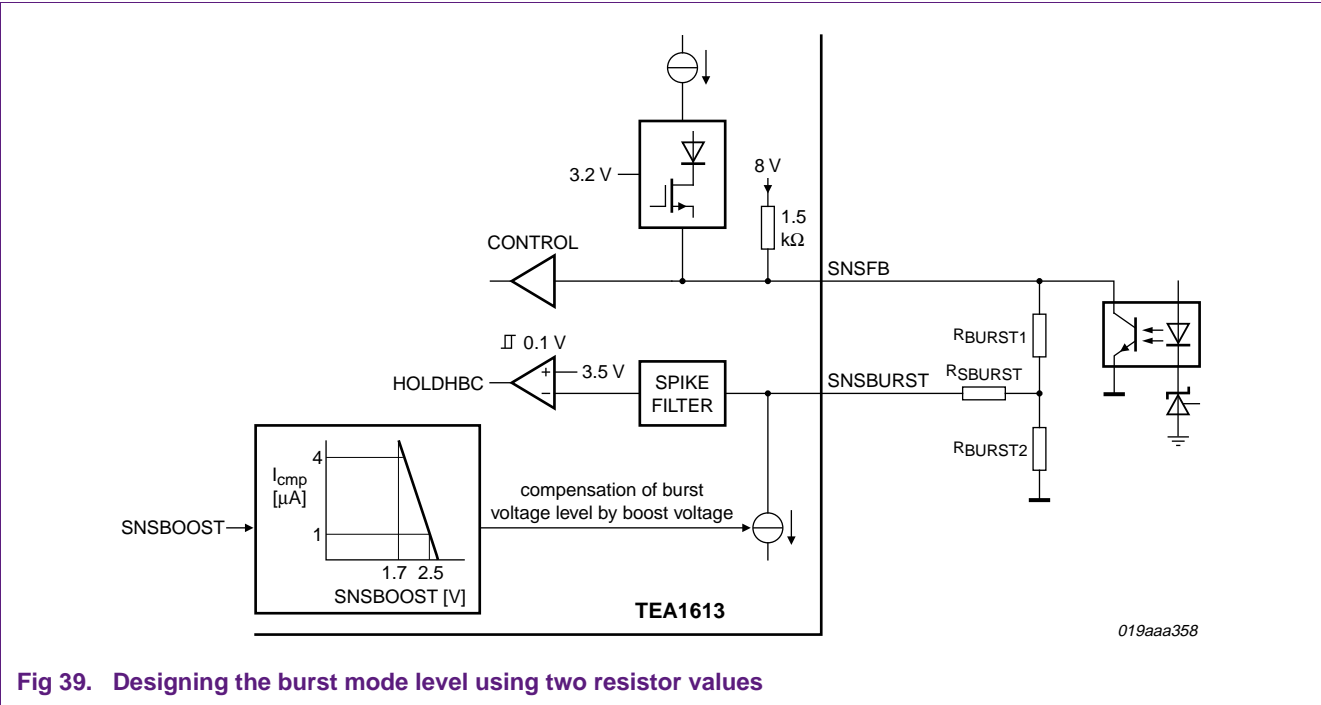 3.2 V
8 V
1.5
kΩ
CONTROL
SNSFB
0.1 V
HOLDHBC
+
−
3.5 V
SPIKE
FILTER
SNSBURST
RBURST1
RSBURST
RBURST2
Icmp
[μA]
4
1
1.7 2.5
SNSBOOST [V]
SNSBOOST
compensation of burst
voltage level by boost voltage
TEA1613
019aaa358
Fig 39. Designing the burst mode level using two resistor values